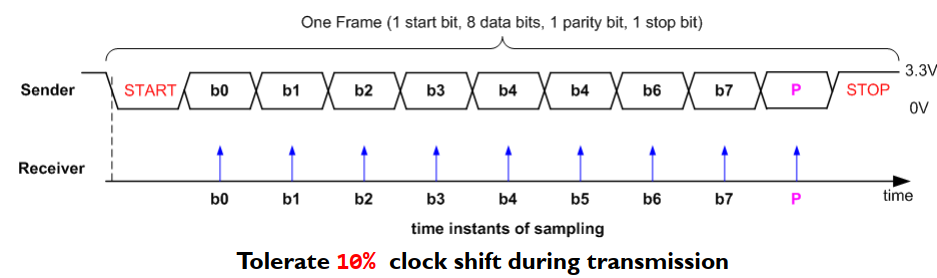 One Frame (1 start bit, 8 data bits, 1 parity bit, 1 stop bit)
3.3V
Sender START b0 b1 b2 b3 b4 b4 b6 b7 P STOP
0V
Receiver
b0 b1 b2 b3 b4 b5 b6 b7 P time
time instants of sampling
Tolerate 10% clock shift during transmission